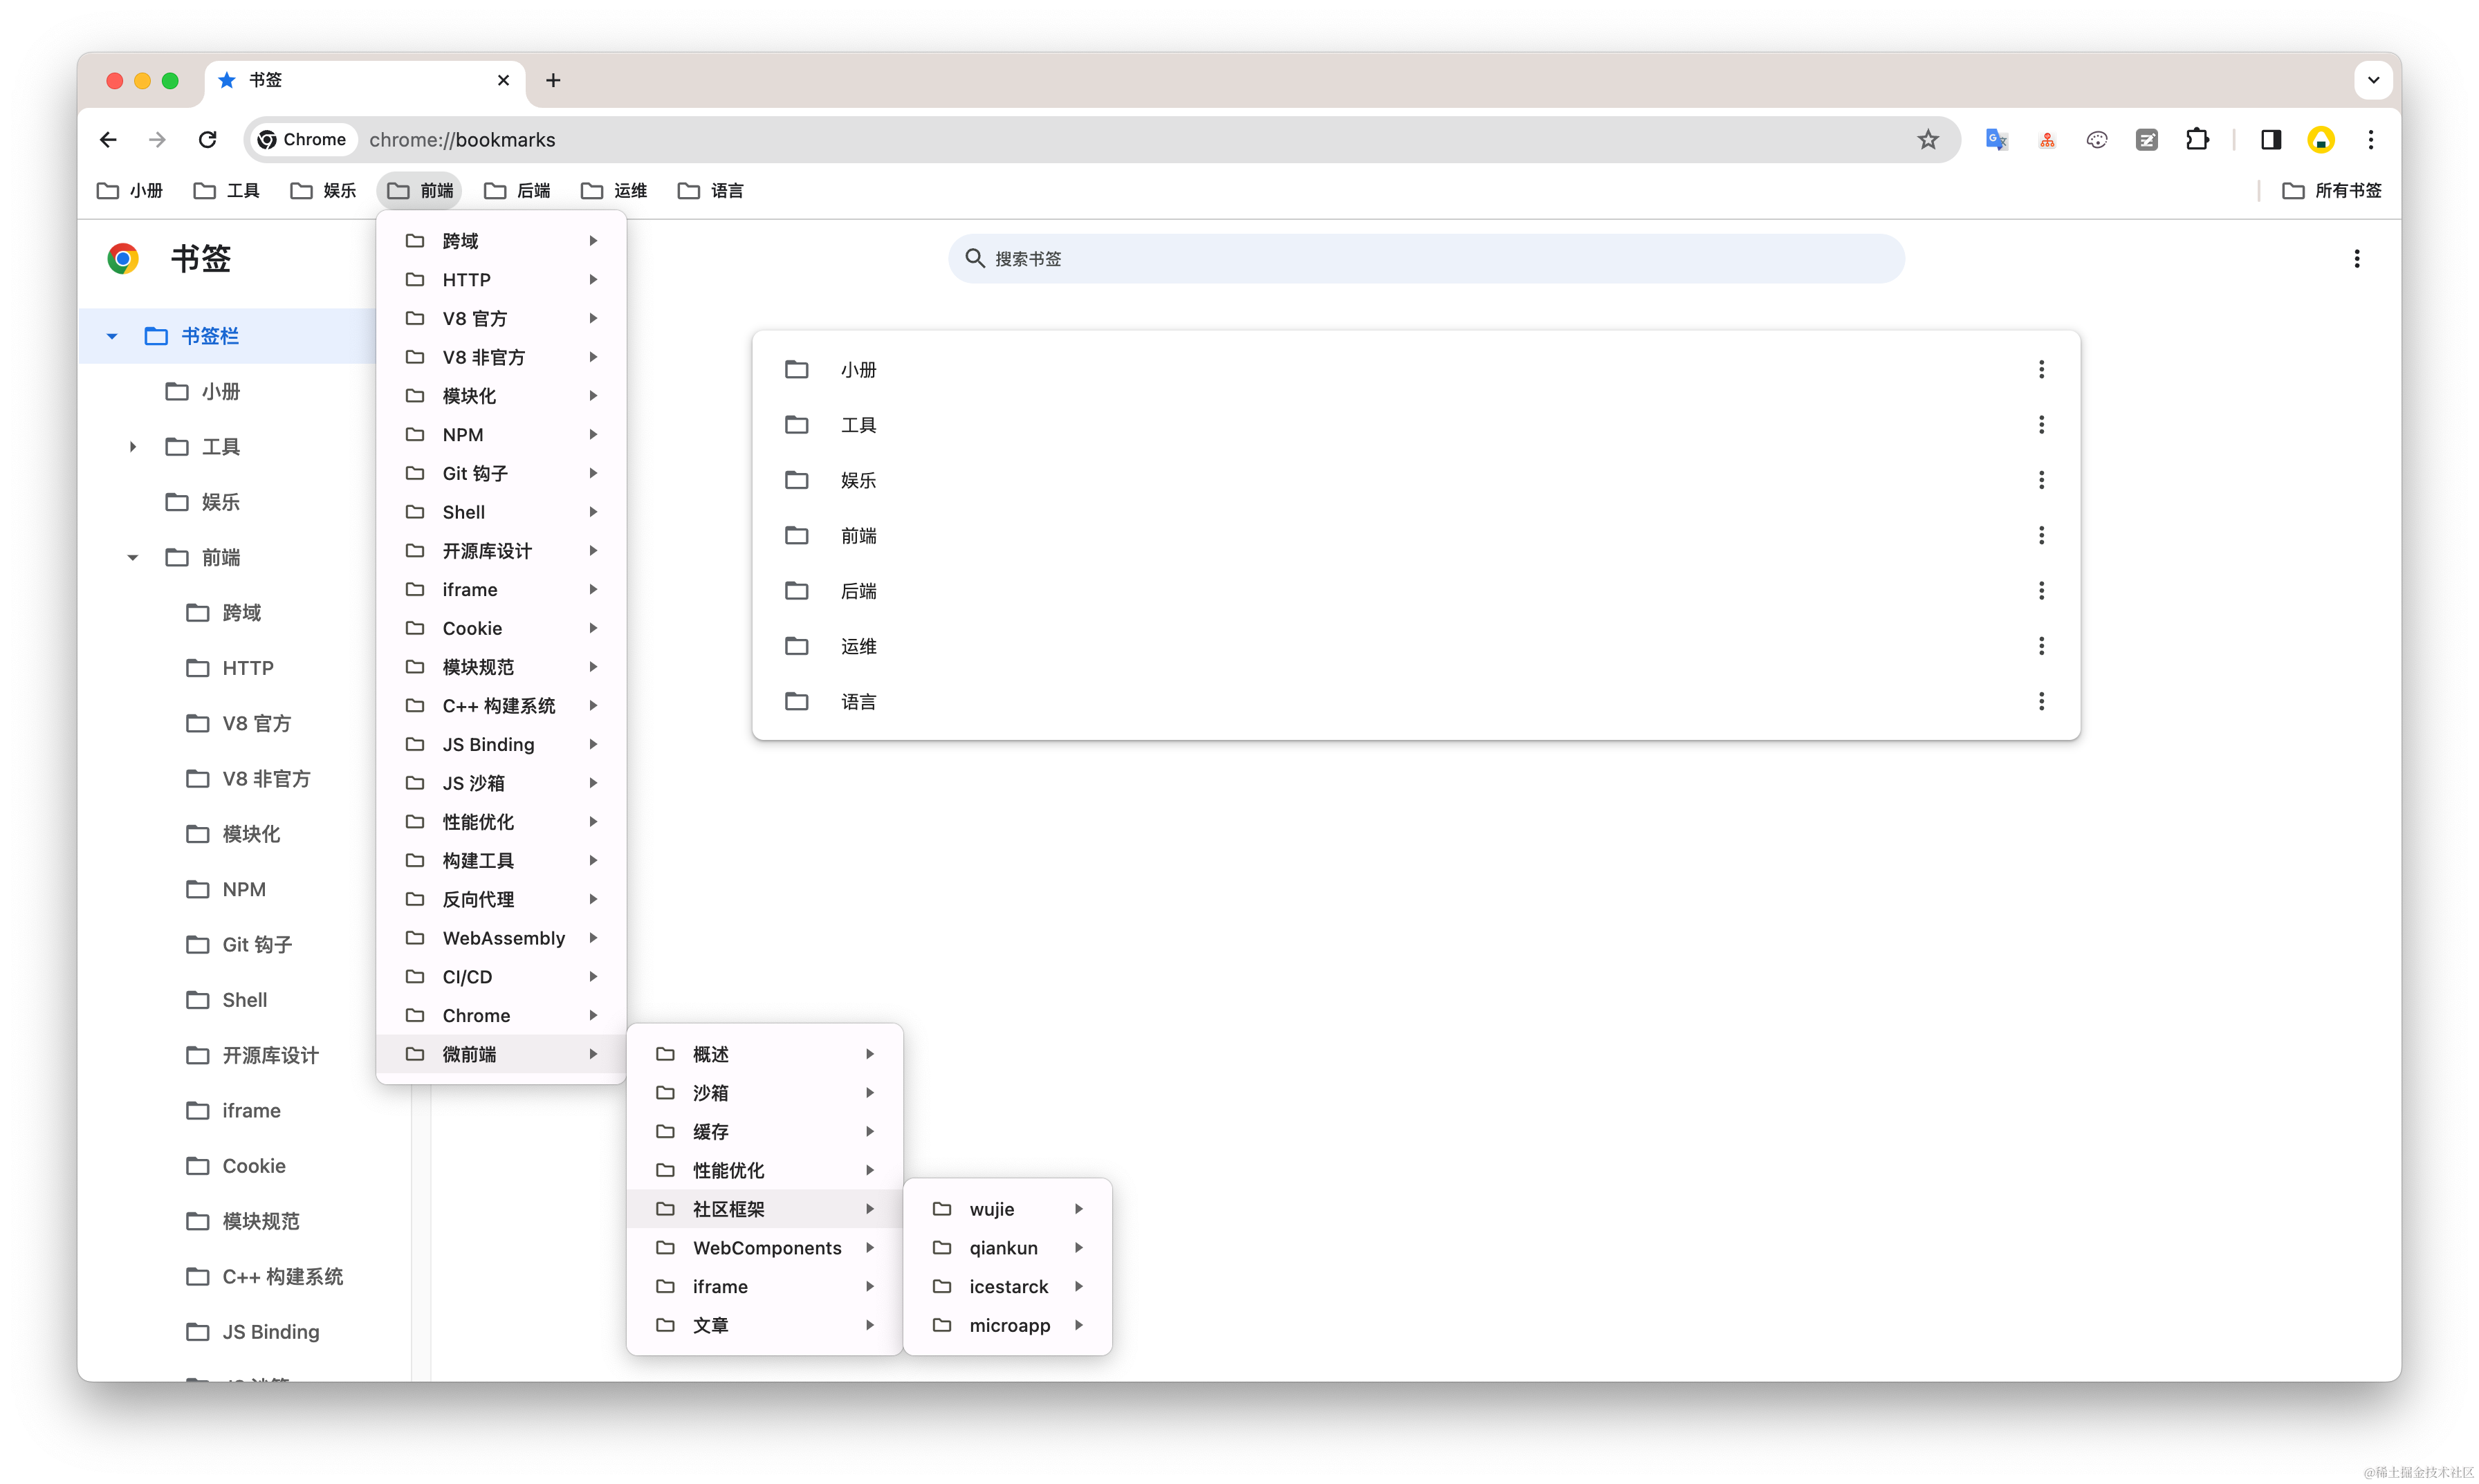 书签
Chrome
chrome://bookmarks
小册
工具
娱乐
前端
后端
运维
语言
所有书签
书签
搜索书签
书签栏
小册
工具
娱乐
前端
跨域
HTTP
V8 官方
V8 非官方
模块化
NPM
Git 钩子
Shell
开源库设计
iframe
Cookie
模块规范
C++ 构建系统
JS Binding
跨域
HTTP
V8 官方
V8 非官方
模块化
NPM
Git 钩子
Shell
开源库设计
iframe
Cookie
模块规范
C++ 构建系统
JS Binding
JS 沙箱
性能优化
构建工具
反向代理
WebAssembly
CI/CD
Chrome
微前端
概述
沙箱
缓存
性能优化
社区框架
WebComponents
iframe
文章
wujie
qiankun
icestarck
microapp
小册
工具
娱乐
前端
后端
运维
语言
@稀土掘金技术社区